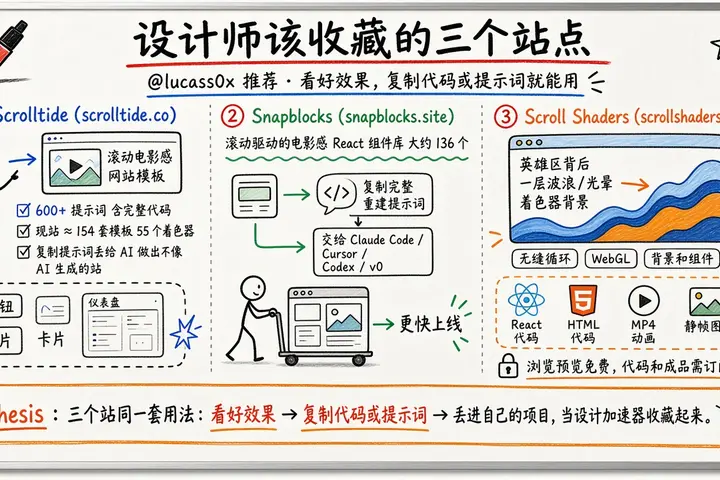 设计师该收藏的三个站点
@lucass0x 推荐 · 看好效果，复制代码或提示词就能用
Scrolltide (scrolltide.co)
滚动电影感
网站模板
600+ 提示词 含完整代码
现站 ≈ 154 套模板 55 个着色器
复制提示词丢给 AI 做出不像
AI 生成的站
钮
片
卡片
仪表盘
② Snapblocks (snapblocks.site)
滚动驱动的电影感 React 组件库 大约 136 个
</>
复制完整
重建提示词
交给 Claude Code /
Cursor /
Codex / v0
更快上线
③ Scroll Shaders (scrollshaders
英雄区背后
一层波浪/光晕
着色器背景
无缝循环
WebGL
背景和组件
React
代码
5
HTML
代码
MP4
动画
静帧图
浏览预览免费，代码和成品需订
hesis：三个站同一套用法：看好效果 → 复制代码或提示词 → 丢进自己的项目，当设计加速器收藏起来。